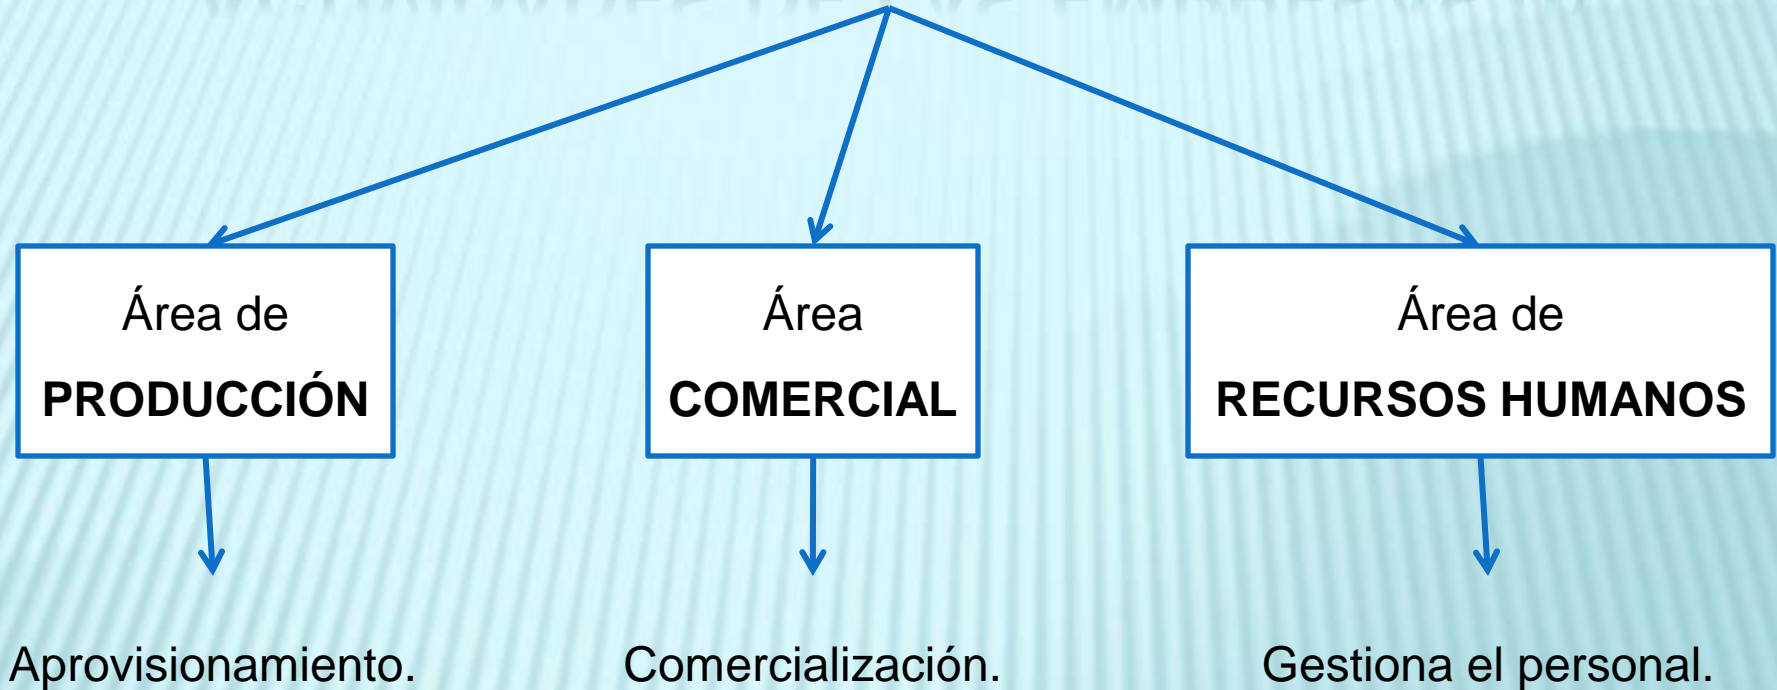 Área de
PRODUCCIÓN
Área
COMERCIAL
Área de
RECURSOS HUMANOS
Aprovisionamiento.
Comercialización.
Gestiona el personal.